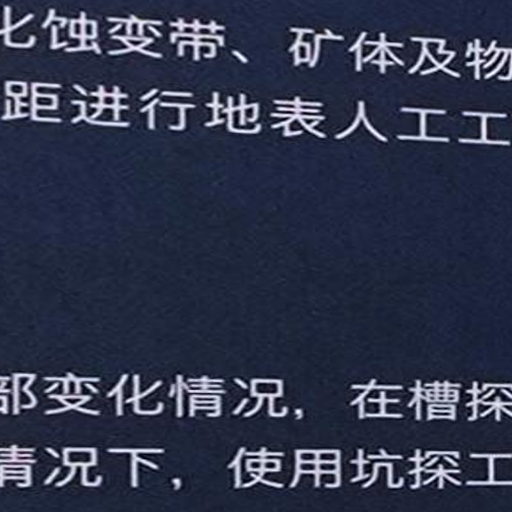 化蚀变带、矿体及物
距进行地表人工工
部变化情况，在槽探
情况下，使用坑探工